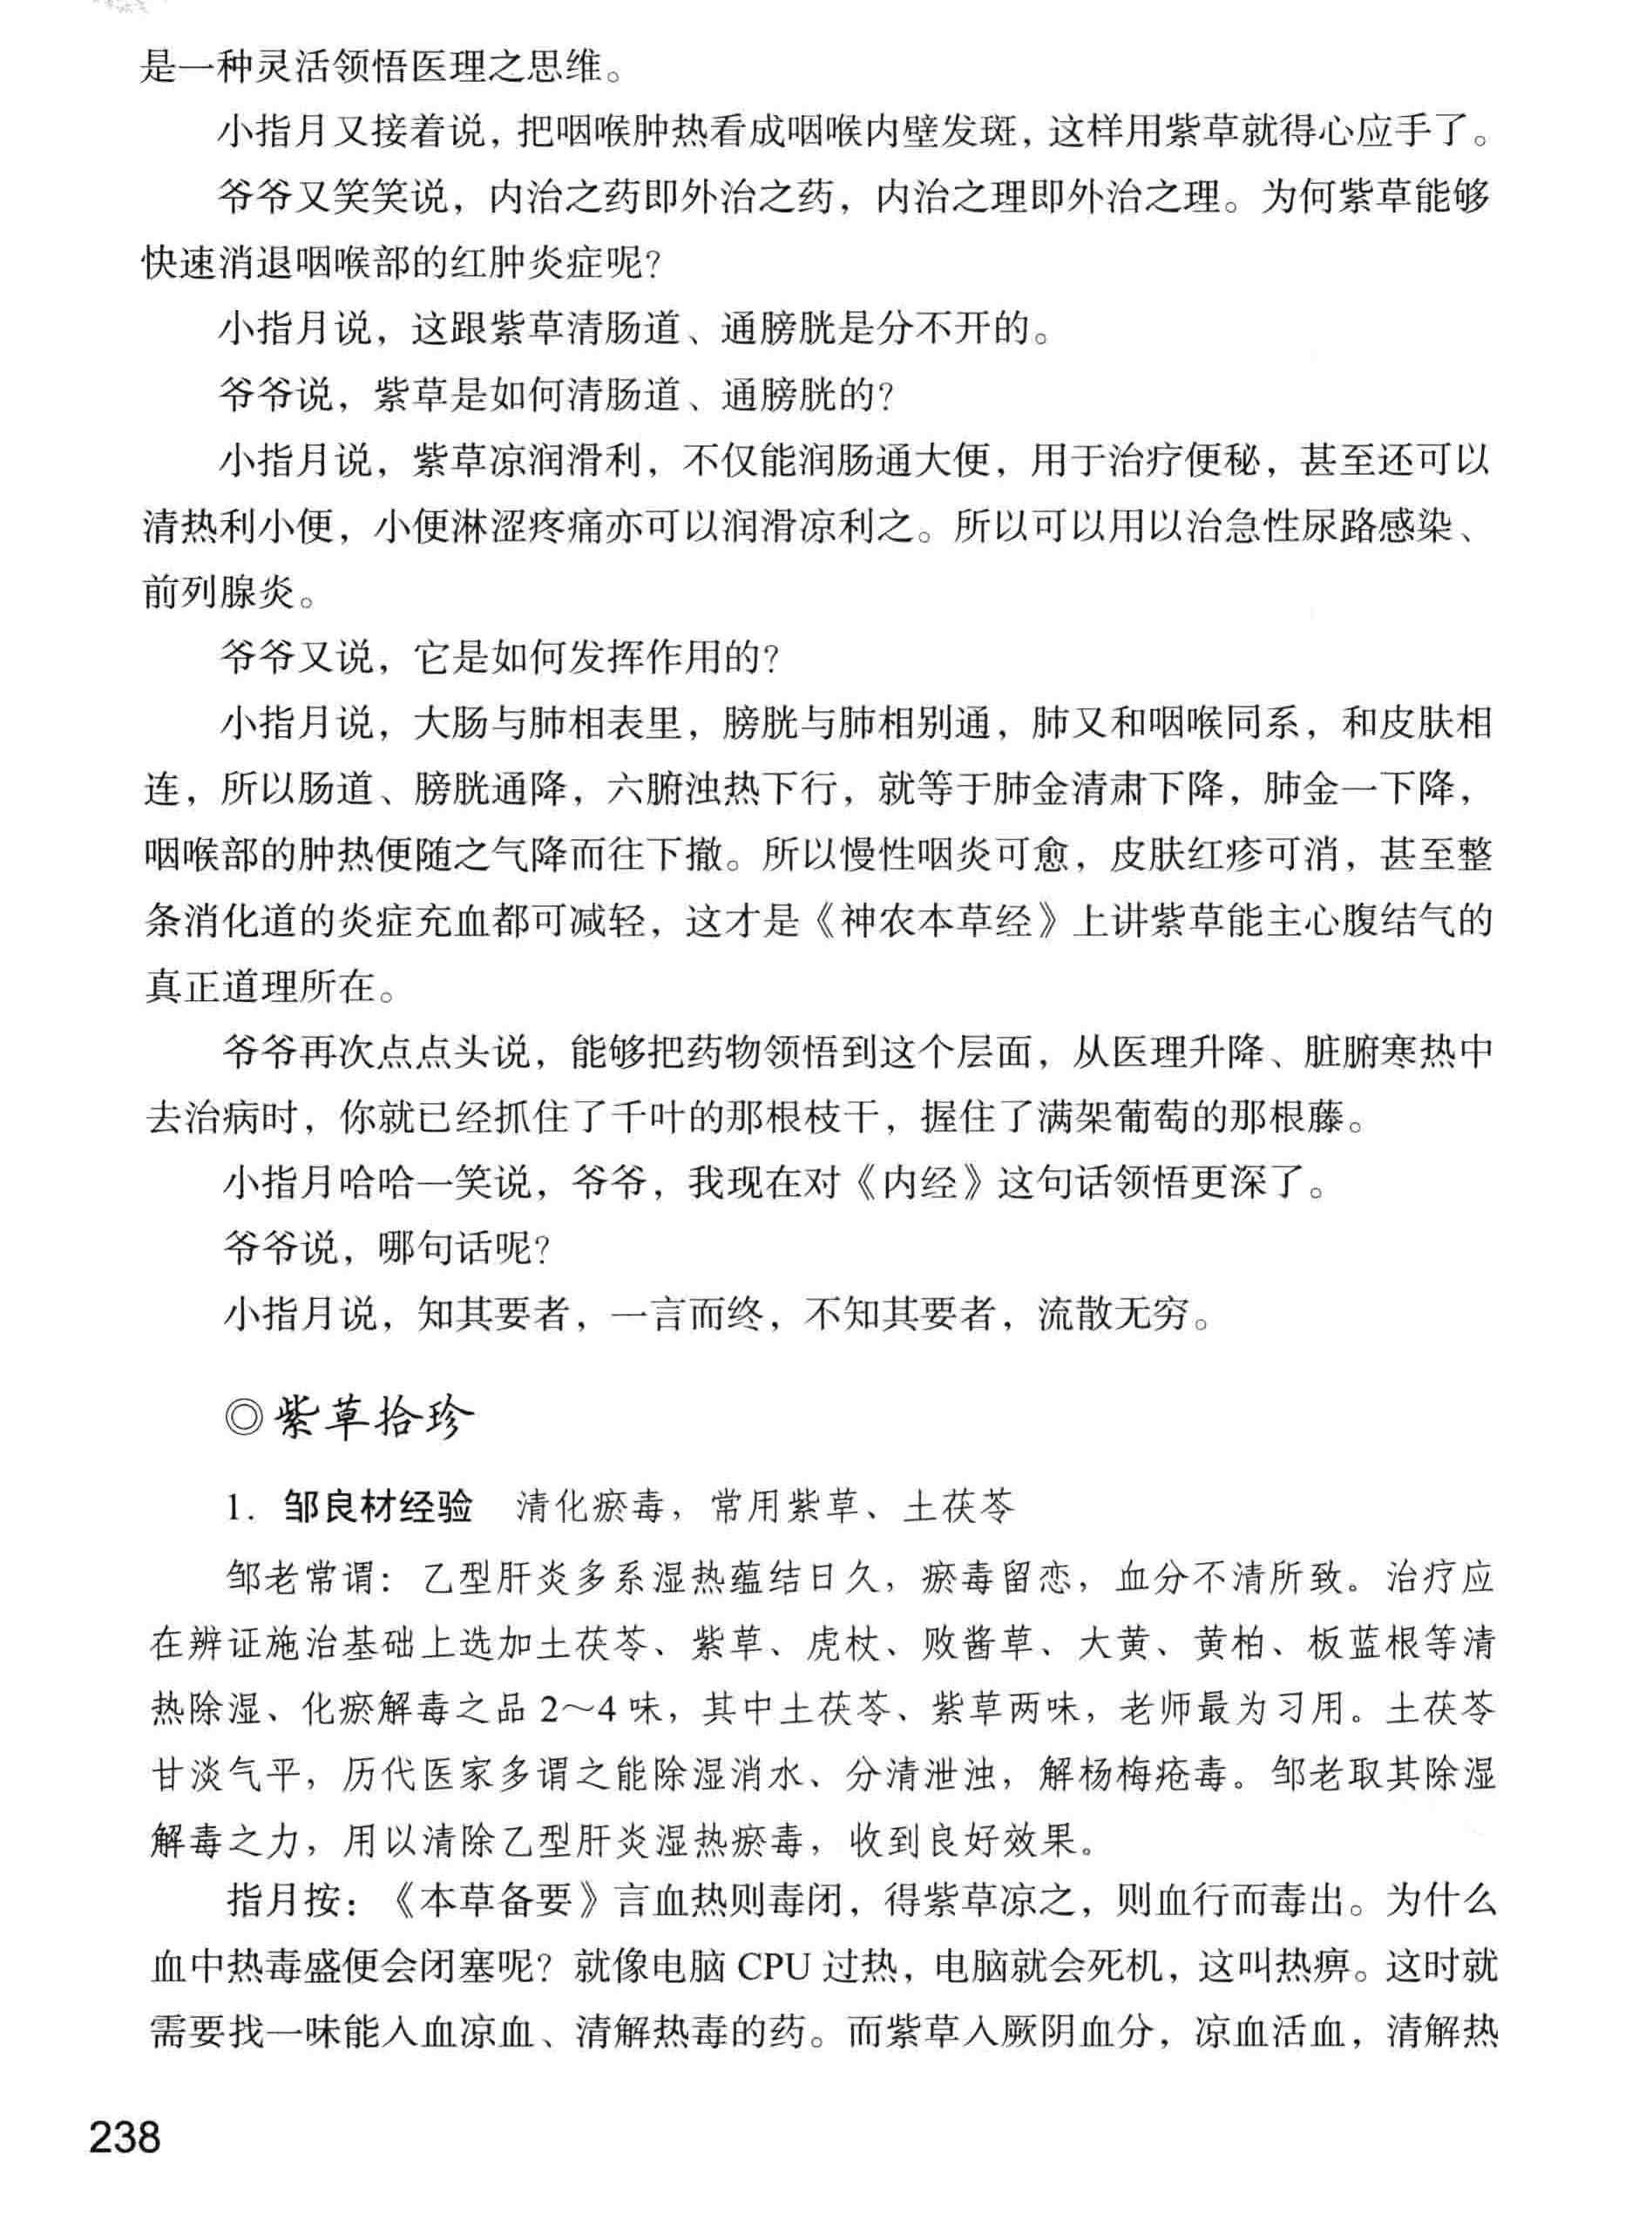 是一种灵活领悟医理之思维。
小指月又接着说，把咽喉肿热看成咽喉内壁发斑，这样用紫草就得心应手了。
爷爷又笑笑说，内治之药即外治之药，内治之理即外治之理。为何紫草能够
快速消退咽喉部的红肿炎症呢？
小指月说，这跟紫草清肠道、通膀胱是分不开的。
爷爷说，紫草是如何清肠道、通膀胱的？
小指月说，紫草凉润滑利，不仅能润肠通大便，用于治疗便秘，甚至还可以
清热利小便，小便淋涩疼痛亦可以润滑凉利之。所以可以用以治急性尿路感染、
前列腺炎。
爷爷又说，它是如何发挥作用的？
小指月说，大肠与肺相表里，膀胱与肺相别通，肺又和咽喉同系，和皮肤相
连，所以肠道、膀胱通降，六腑浊热下行，就等于肺金清肃下降，肺金一下降，
咽喉部的肿热便随之气降而往下撤。所以慢性咽炎可愈，皮肤红疹可消，甚至整
条消化道的炎症充血都可减轻，这才是《神农本草经》上讲紫草能主心腹结气的
真正道理所在。
爷爷再次点点头说，能够把药物领悟到这个层面，从医理升降、脏腑寒热中
去治病时，你就已经抓住了千叶的那根枝干，握住了满架葡萄的那根藤。
小指月哈哈一笑说，爷爷，我现在对《内经》这句话领悟更深了。
爷爷说，哪句话呢？
小指月说，知其要者，一言而终，不知其要者，流散无穷。
◎紫草拾珍
1. 邹良材经验 清化瘀毒，常用紫草、土茯苓
邹老常谓：乙型肝炎多系湿热蕴结日久，瘀毒留恋，血分不清所致。治疗应
在辨证施治基础上选加土茯苓、紫草、虎杖、败酱草、大黄、黄柏、板蓝根等清
热除湿、化瘀解毒之品 2～4 味，其中土茯苓、紫草两味，老师最为习用。土茯苓
甘淡气平，历代医家多谓之能除湿消水、分清泄浊，解杨梅疮毒。邹老取其除湿
解毒之力，用以清除乙型肝炎湿热瘀毒，收到良好效果。
指月按：《本草备要》言血热则毒闭，得紫草凉之，则血行而毒出。为什么
血中热毒盛便会闭塞呢？就像电脑 CPU 过热，电脑就会死机，这叫热痹。这时就
需要找一味能入血凉血、清解热毒的药。而紫草入厥阴血分，凉血活血，清解热
238